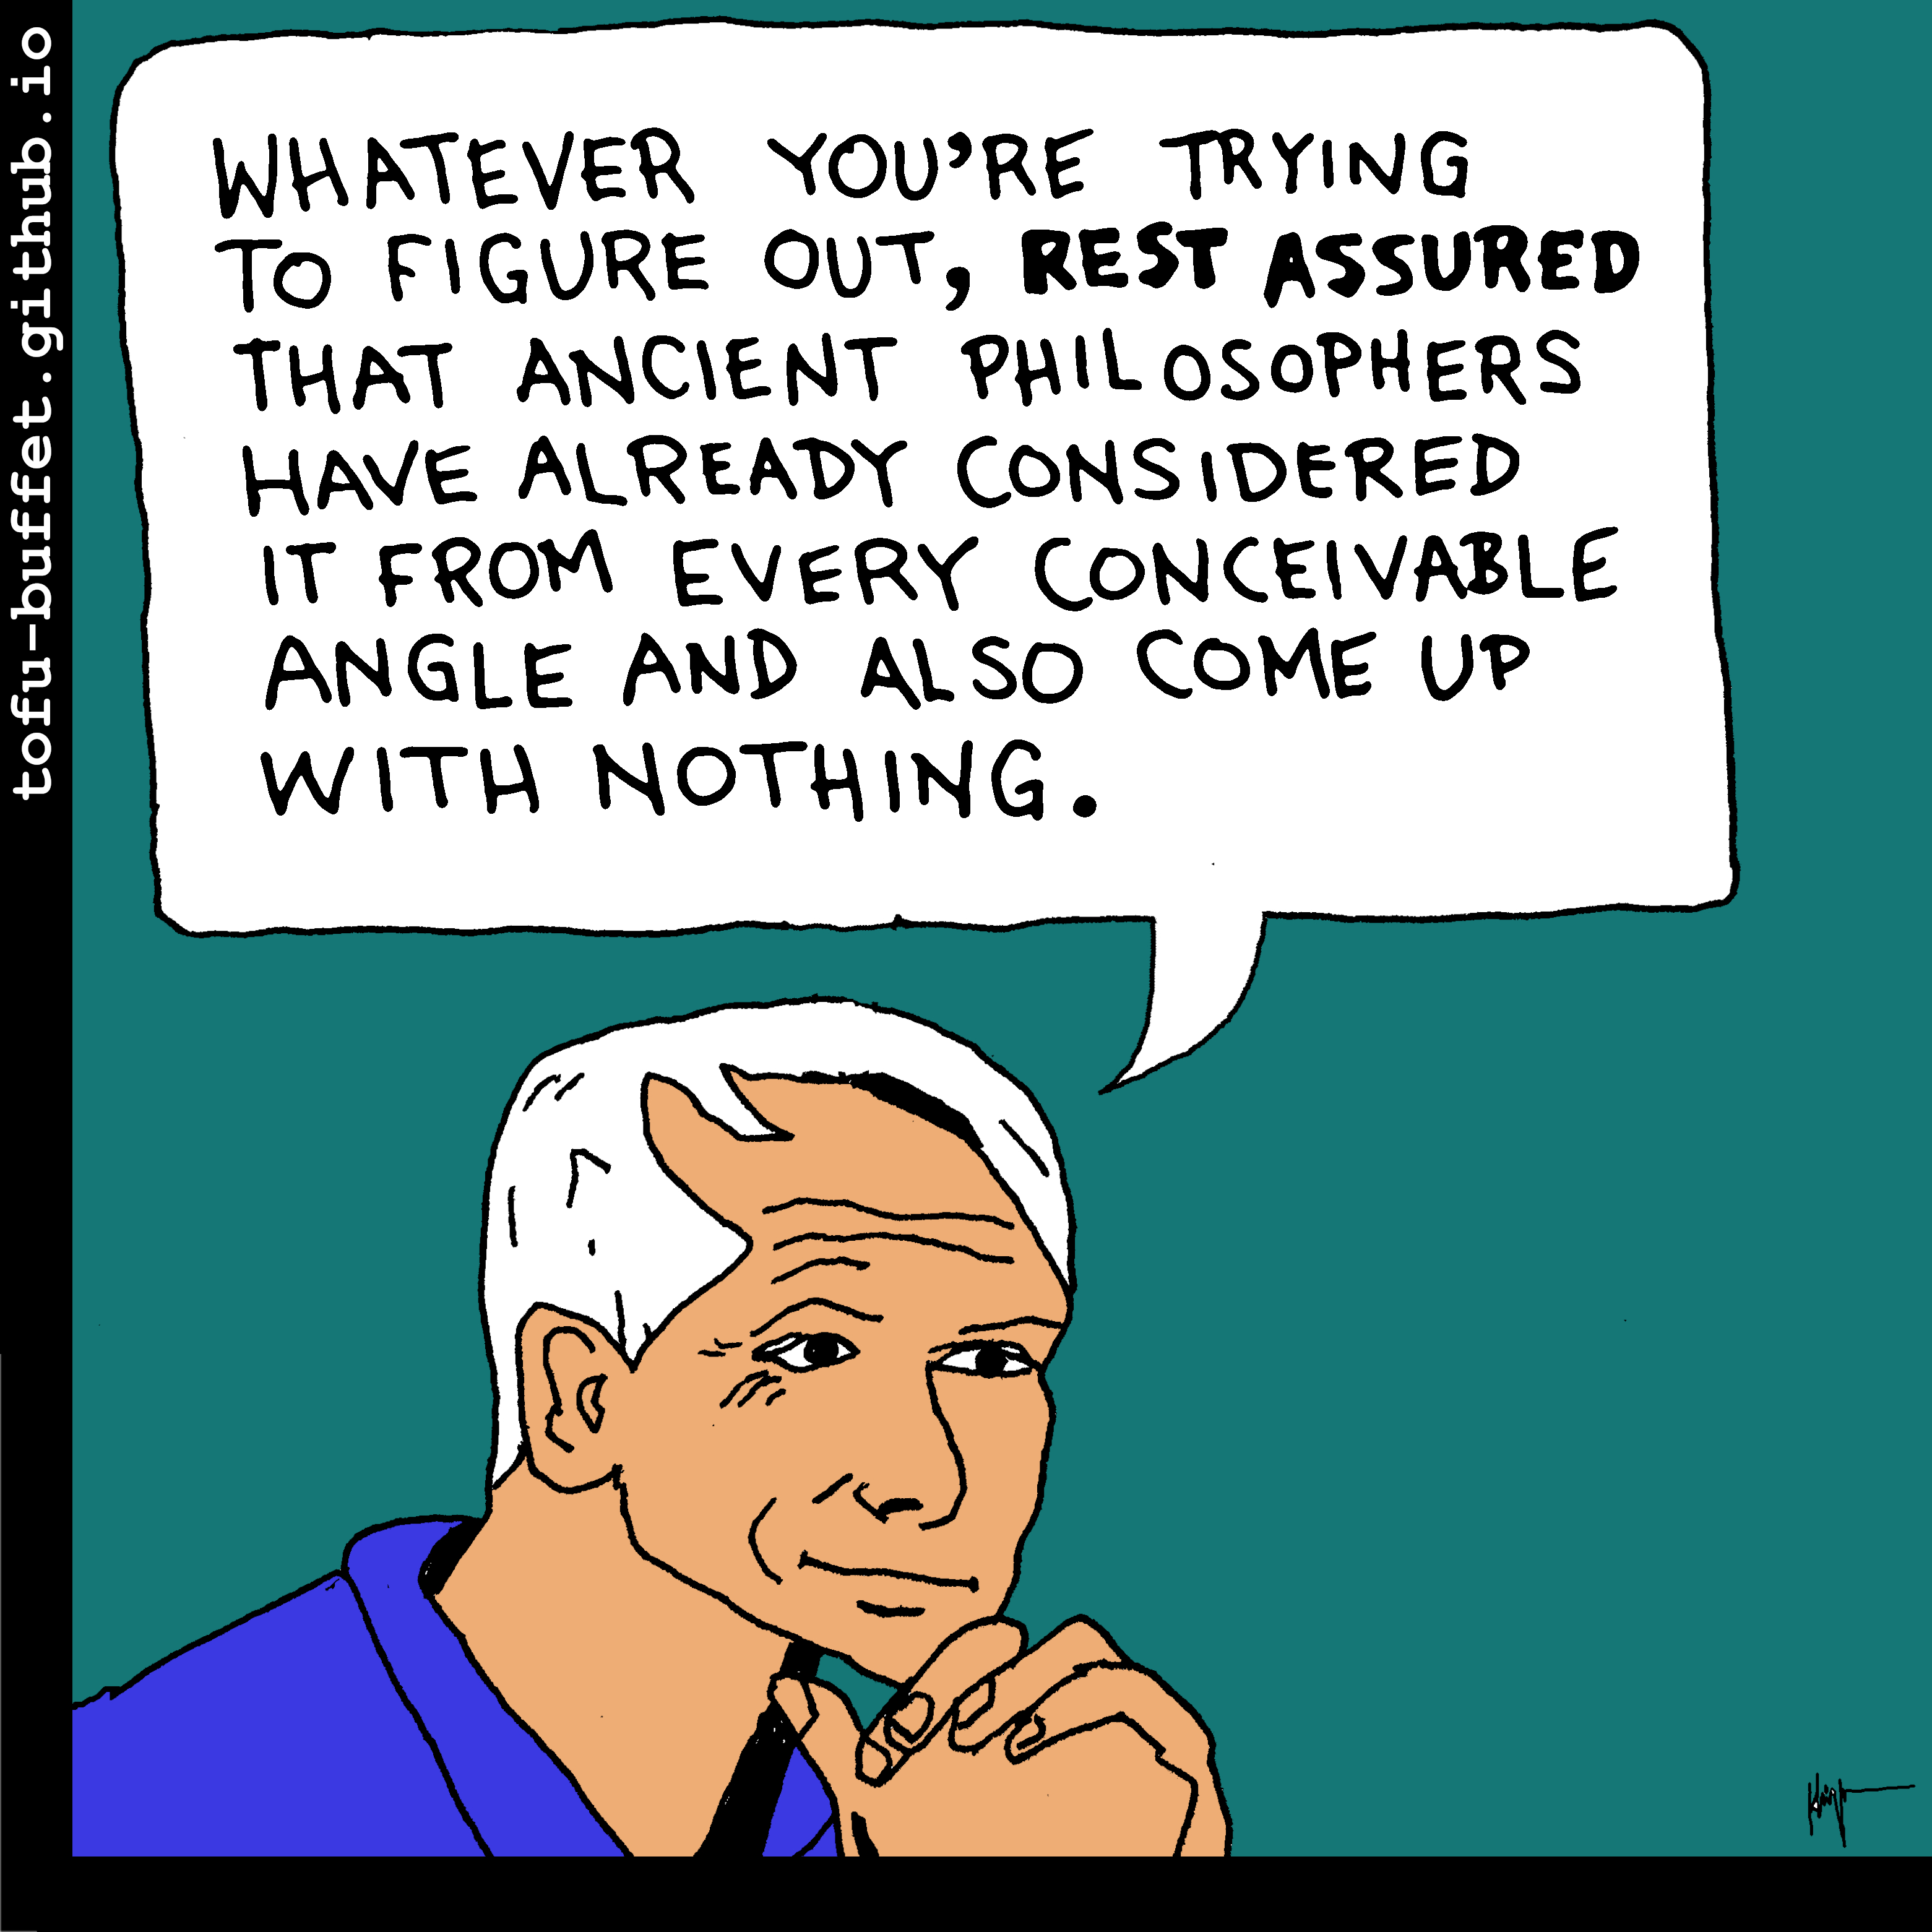 tofu-buffet.github.io
WHATEVER YOU'RE TRYING
TO FIGURE OUT, REST ASSURED
THAT ANCIENT PHILOSOPHERS
HAVE ALREADY CONSIDERED
IT FROM EVERY CONCEIVABLE
ANGLE AND ALSO COME UP
WITH NOTHING.